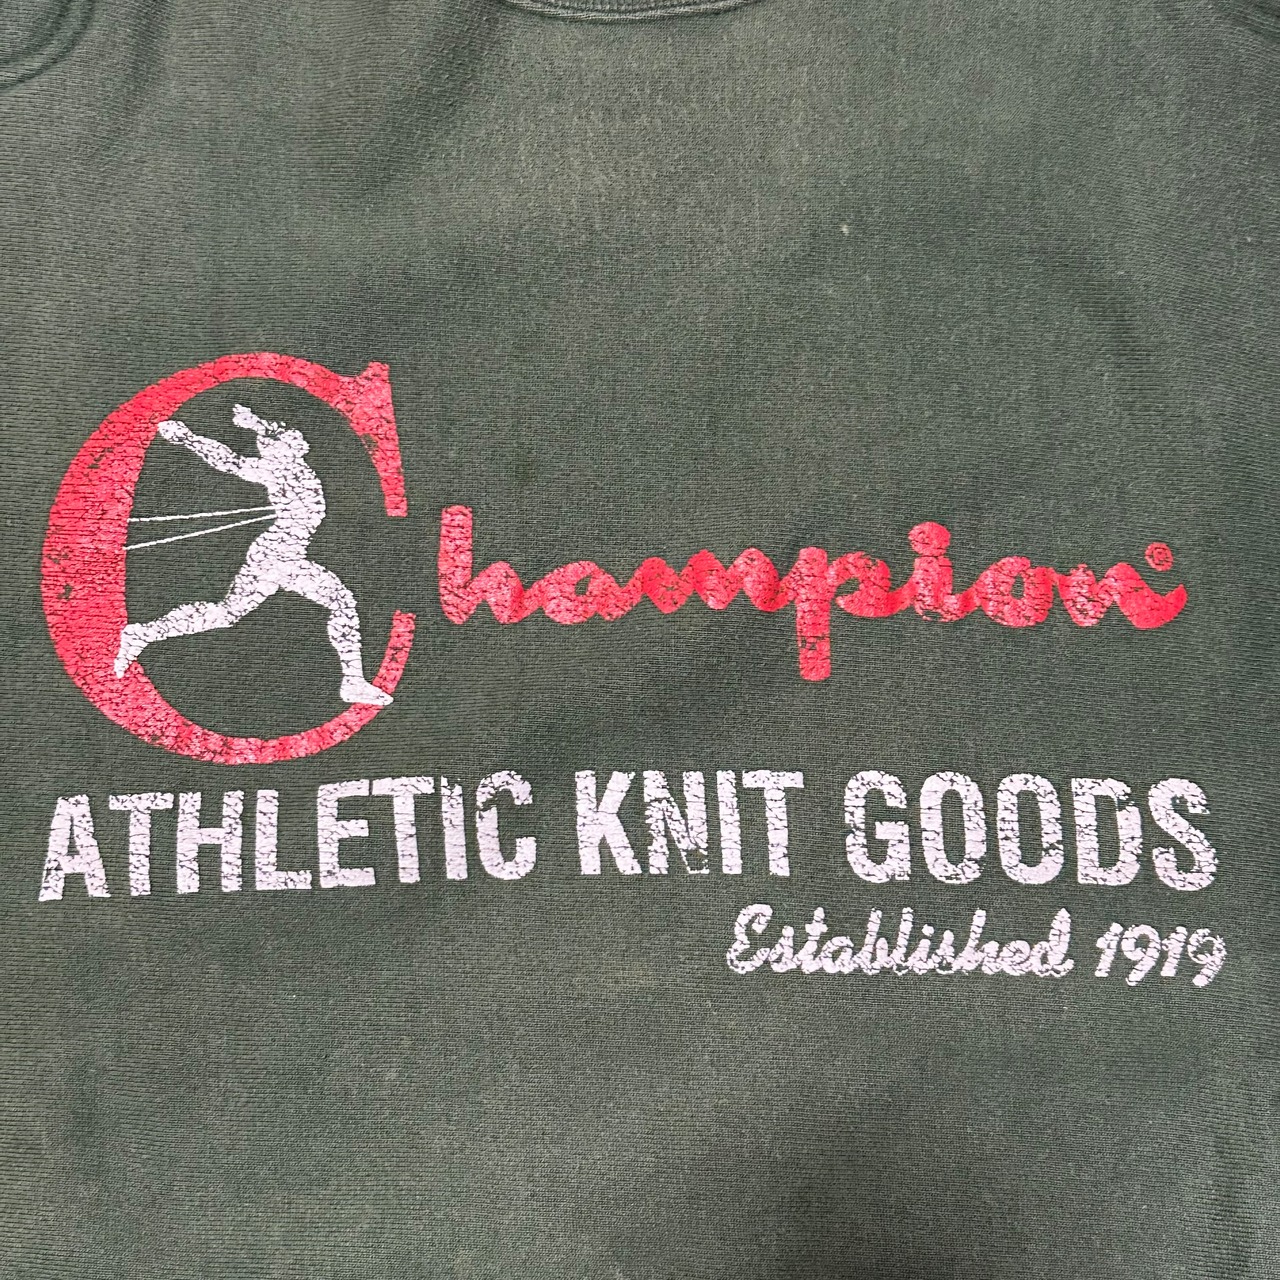 Champion
ATHLETIC KNIT GOODS
Established 1919